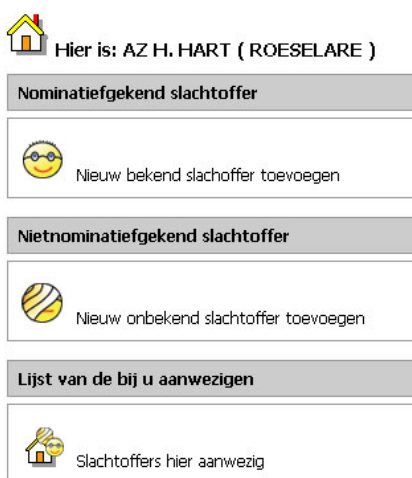 Hier is: AZ H. HART ( ROESELARE )
Nominatiefgekend slachtoffer
Nieuw bekend slachoffer toevoegen
Nietnominatiefgekend slachtoffer
Nieuw onbekend slachtoffer toevoegen
Lijst van de bij u aanwezigen
Slachtoffers hier aanwezig